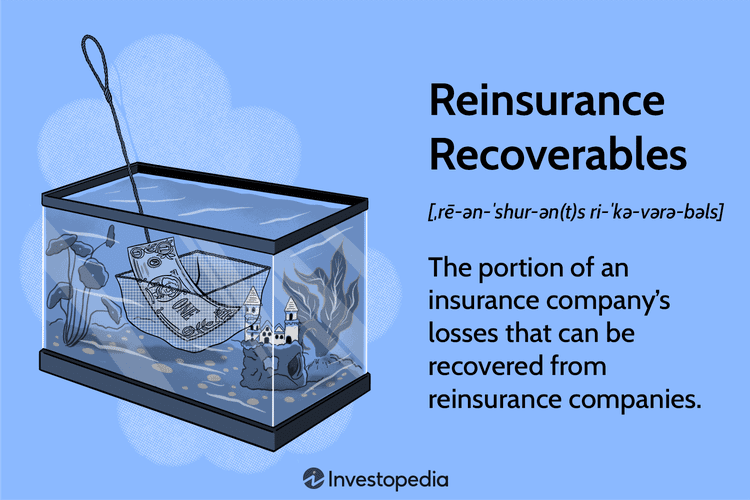 Reinsurance
Recoverables
[ˌrē-ən-ˈshur-ən(t)s ri-ˈkə-vərə-bəls]
The portion of an
insurance company’s
losses that can be
recovered from
reinsurance companies.
ONE
Investopedia